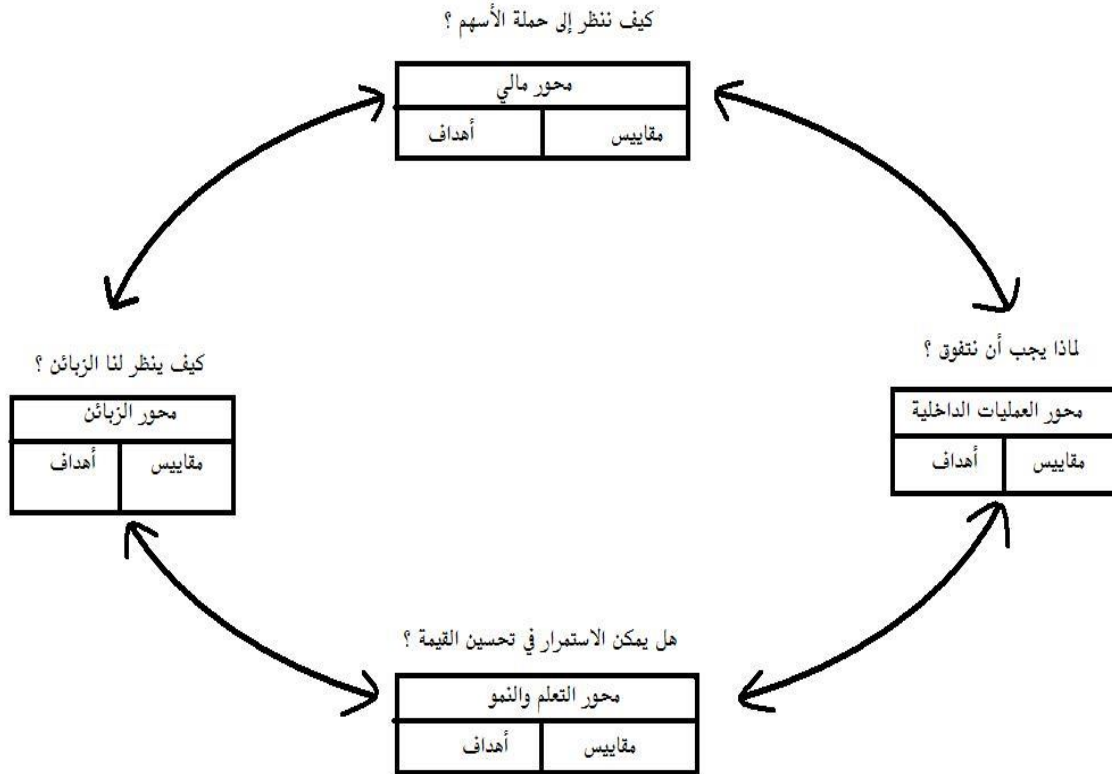 كيف ننظر إلى حملة الأسهم ؟
محور مالي
مقاييس أهداف
لماذا يجب أن نتفوق ؟
محور العمليات الداخلية
مقاييس أهداف
كيف ينظر لنا الزبائن ؟
محور الزبائن
مقاييس أهداف
هل يمكن الاستمرار في تحسين القيمة ؟
محور التعلم والنمو
مقاييس أهداف